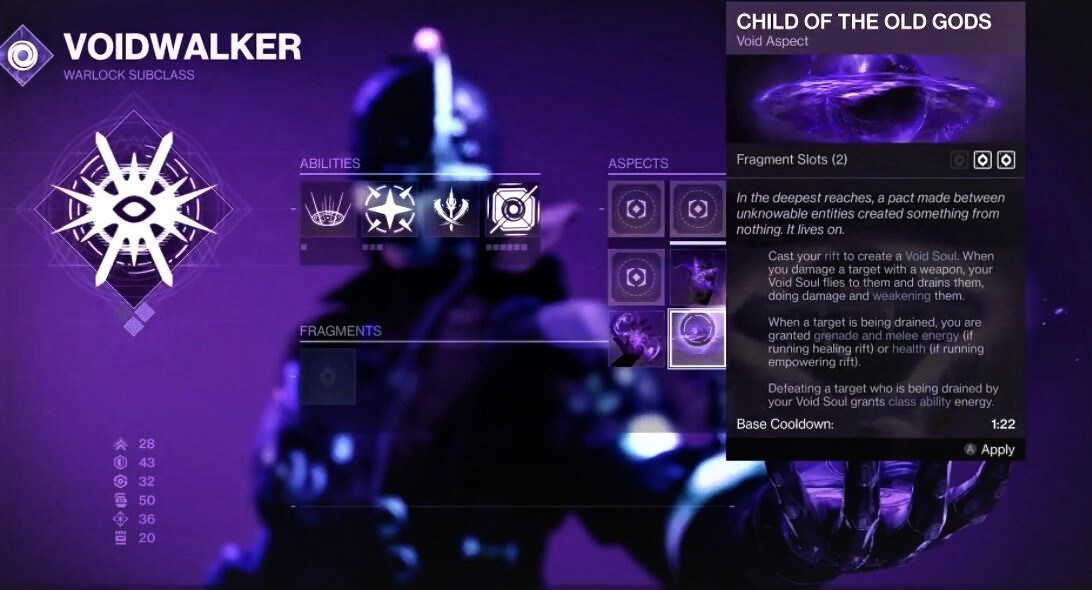 VOIDWALKER
WARLOCK SUBCLASS
ABILITIES
ASPECTS
FRAGMENTS
28
43
32
50
36
20
CHILD OF THE OLD GODS
Void Aspect
Fragment Slots (2)
In the deepest reaches, a pact made between
unknowable entities created something from
nothing. It lives on.
Cast your rift to create a Void Soul. When
you damage a target with a weapon, your
Void Soul flies to them and drains them,
doing damage and weakening them.
When a target is being drained, you are
granted grenade and melee energy (if
running healing rift) or health (if running
empowering rift).
Defeating a target who is being drained by
your Void Soul grants class ability energy.
Base Cooldown: 1:22
A Apply